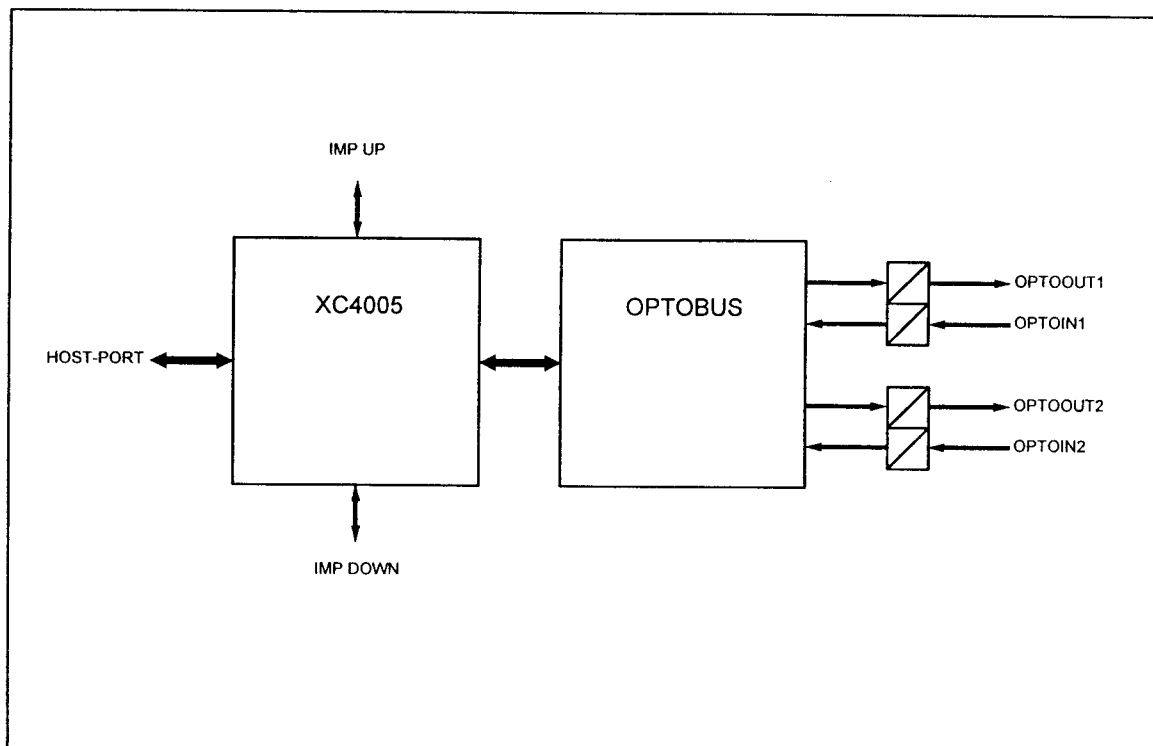 IMP UP
XC4005
OPTOBUS
OPTOOUT1
OPTOIN1
HOST-PORT
OPTOOUT2
OPTOIN2
IMP DOWN